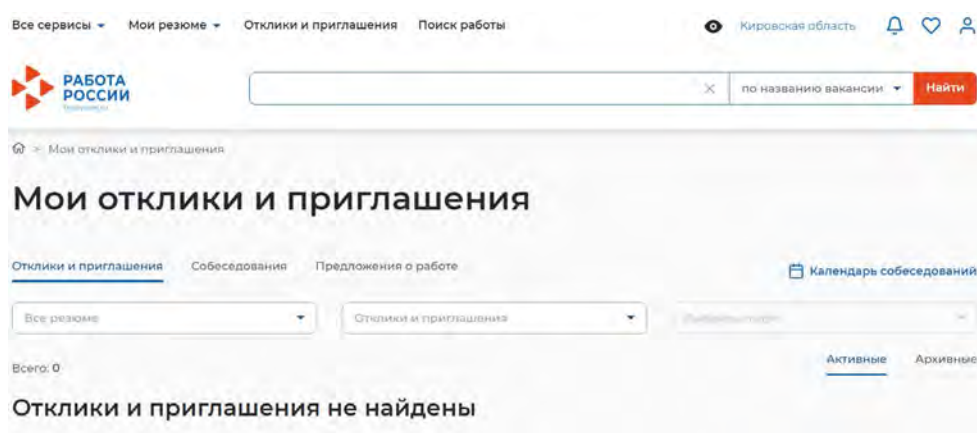 Все сервисы Мои резюме Отклики и приглашения Поиск работы Кировская область
РАБОТА
РОССИИ
по названию вакансии Найти
> Мои отклики и приглашения
Мои отклики и приглашения
Отклики и приглашения Собеседования Предложения о работе Календарь собеседований
Все резюме Отклики и приглашения
Всего: 0 Активные Архивные
Отклики и приглашения не найдены